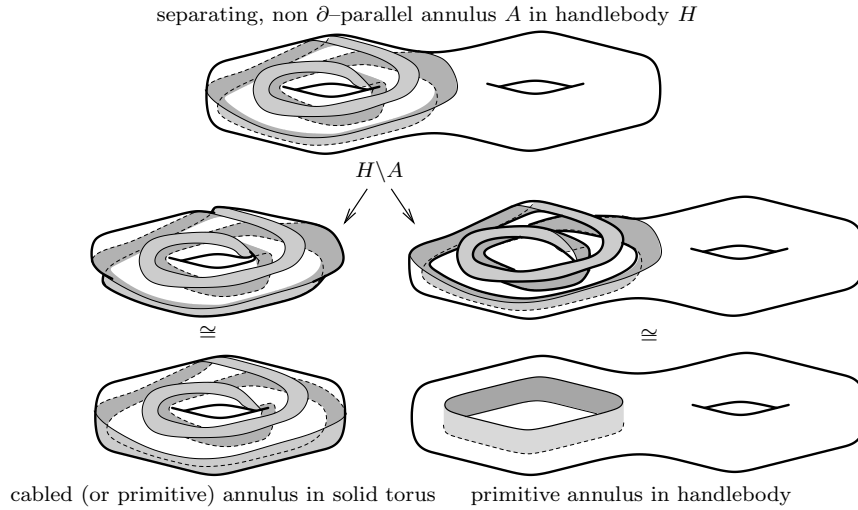 separating, non ∂–parallel annulus A in handlebody H
H\A
≅
≅
cabled (or primitive) annulus in solid torus
primitive annulus in handlebody